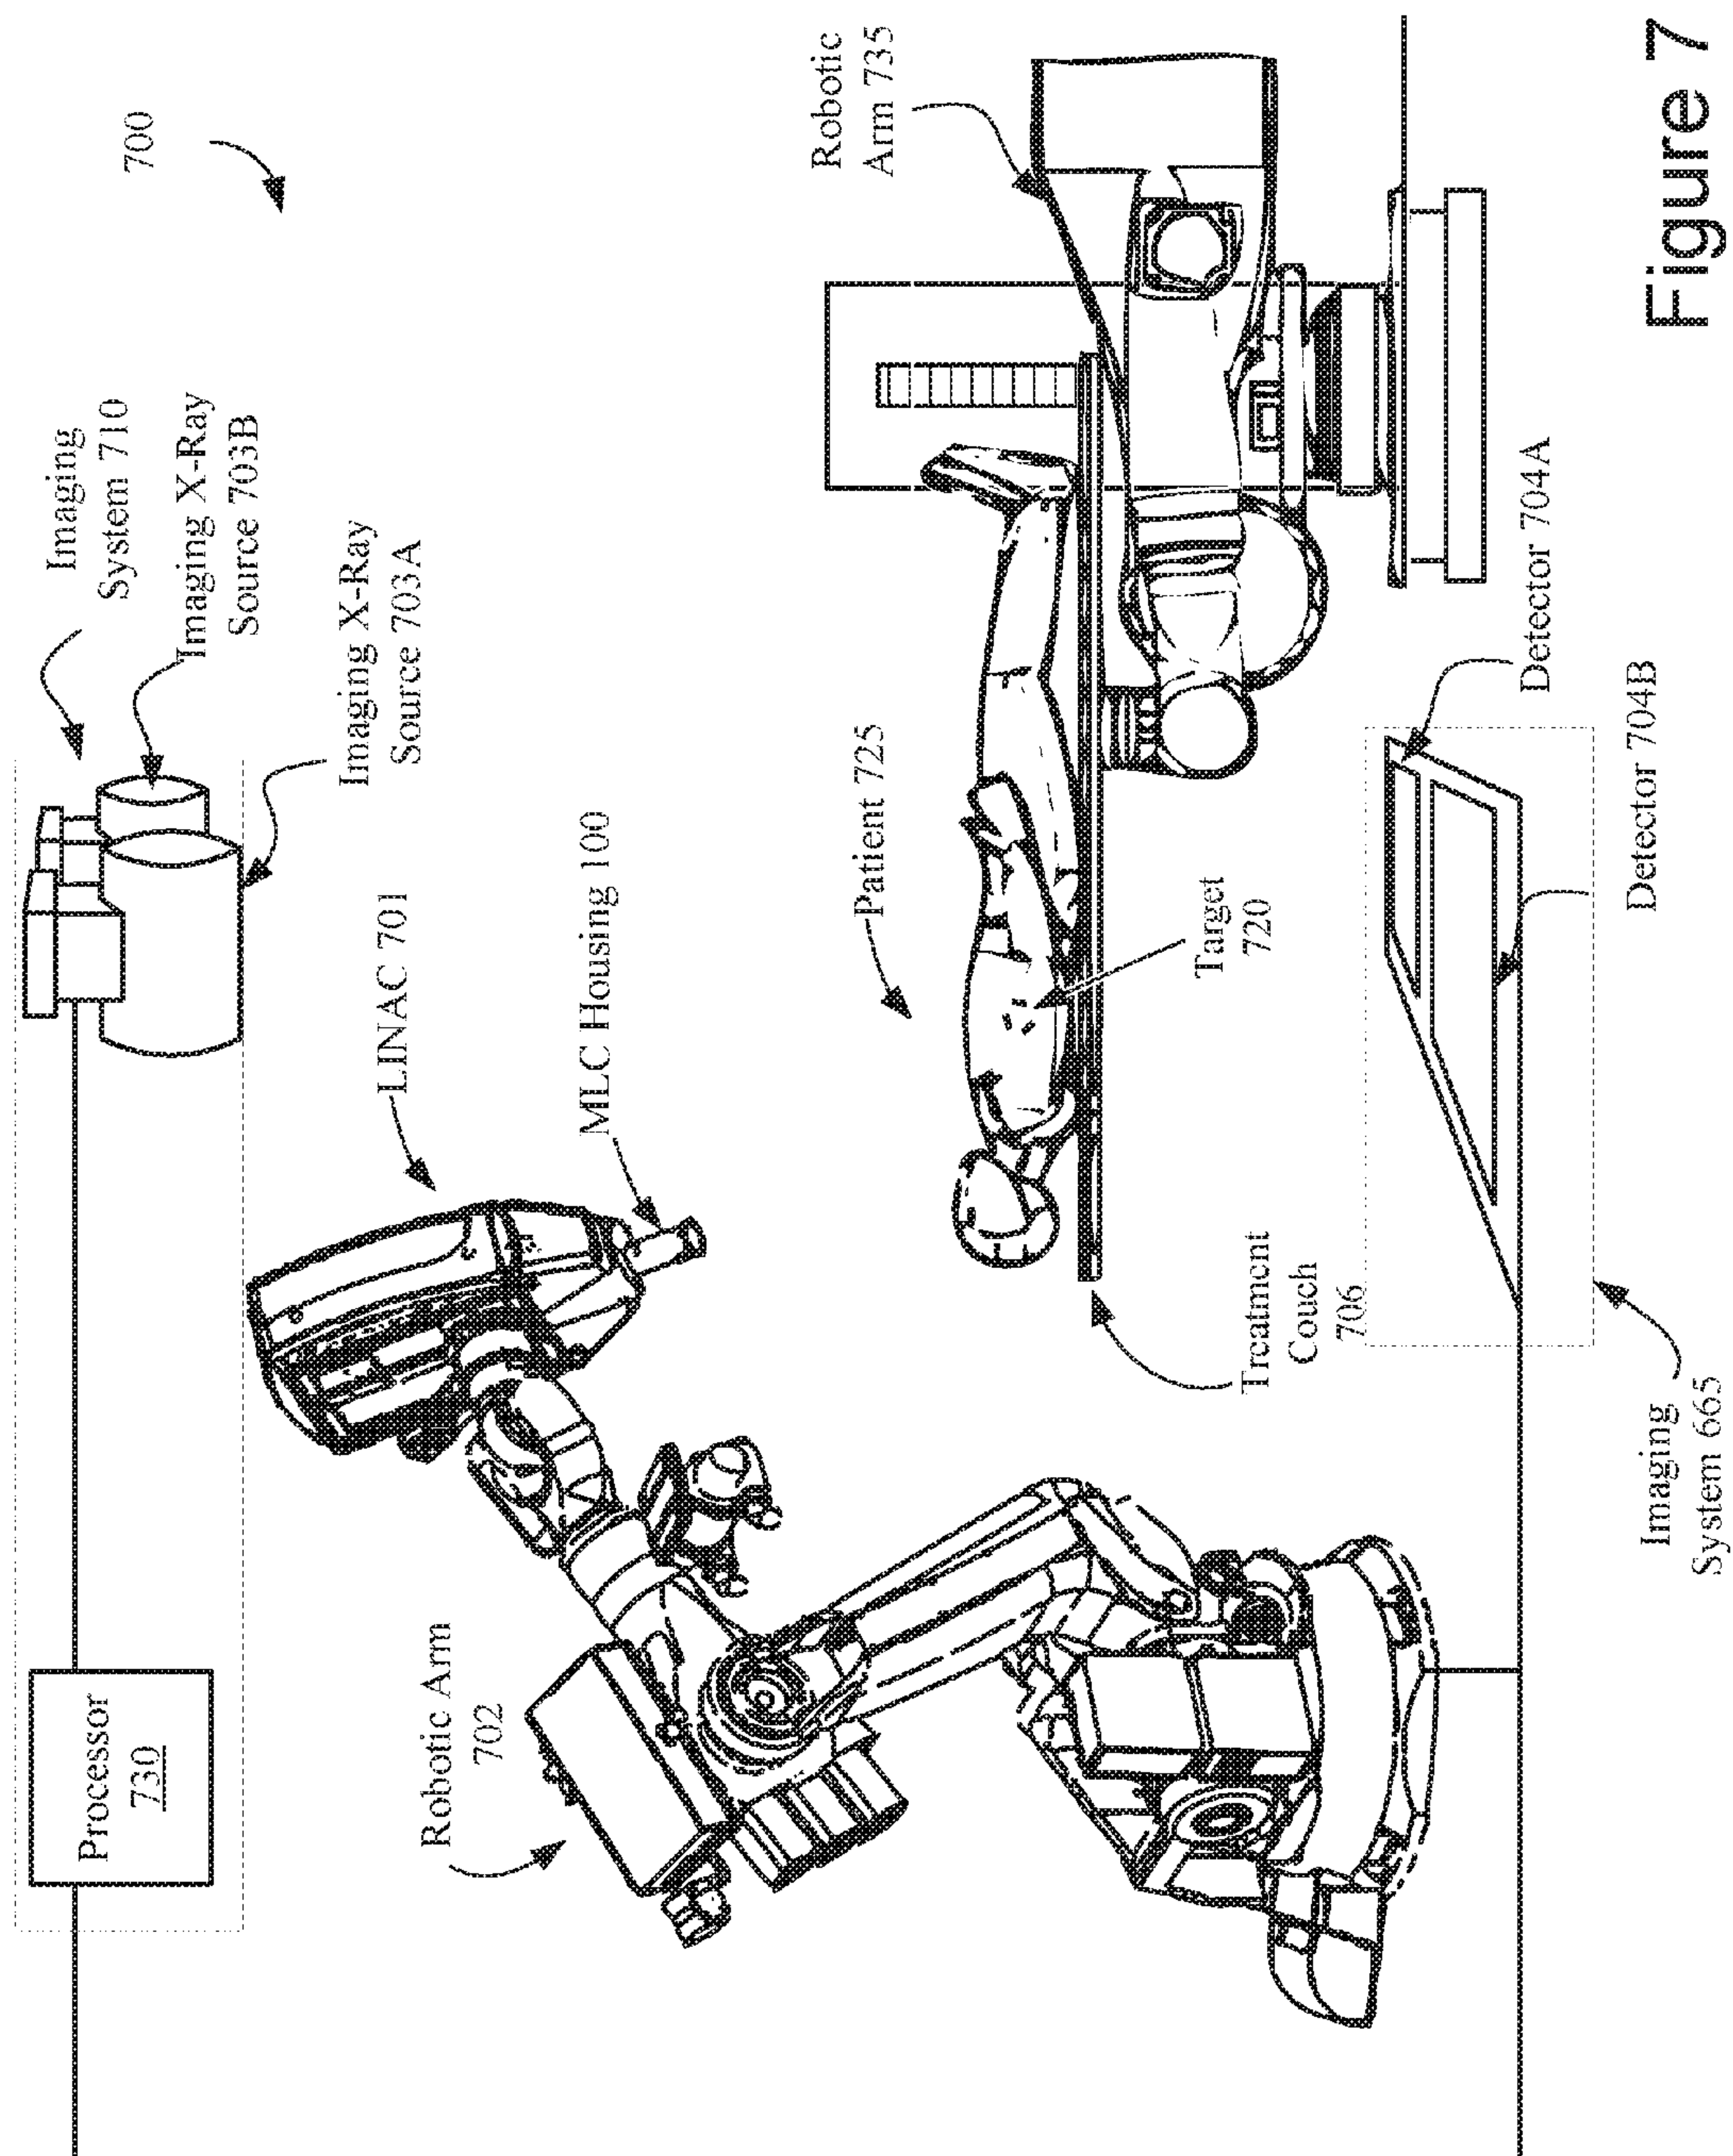 700
Imaging
System 710
Imaging X-Ray
Source 703B
Imaging X-Ray
Source 703A
Processor
730
LINAC 701
MLC Housing 100
Robotic Arm
702
Robotic
Arm 735
Patient 725
Target
720
Treatment
Couch
706
Detector 704A
Detector 704B
Imaging
System 665
Figure 7